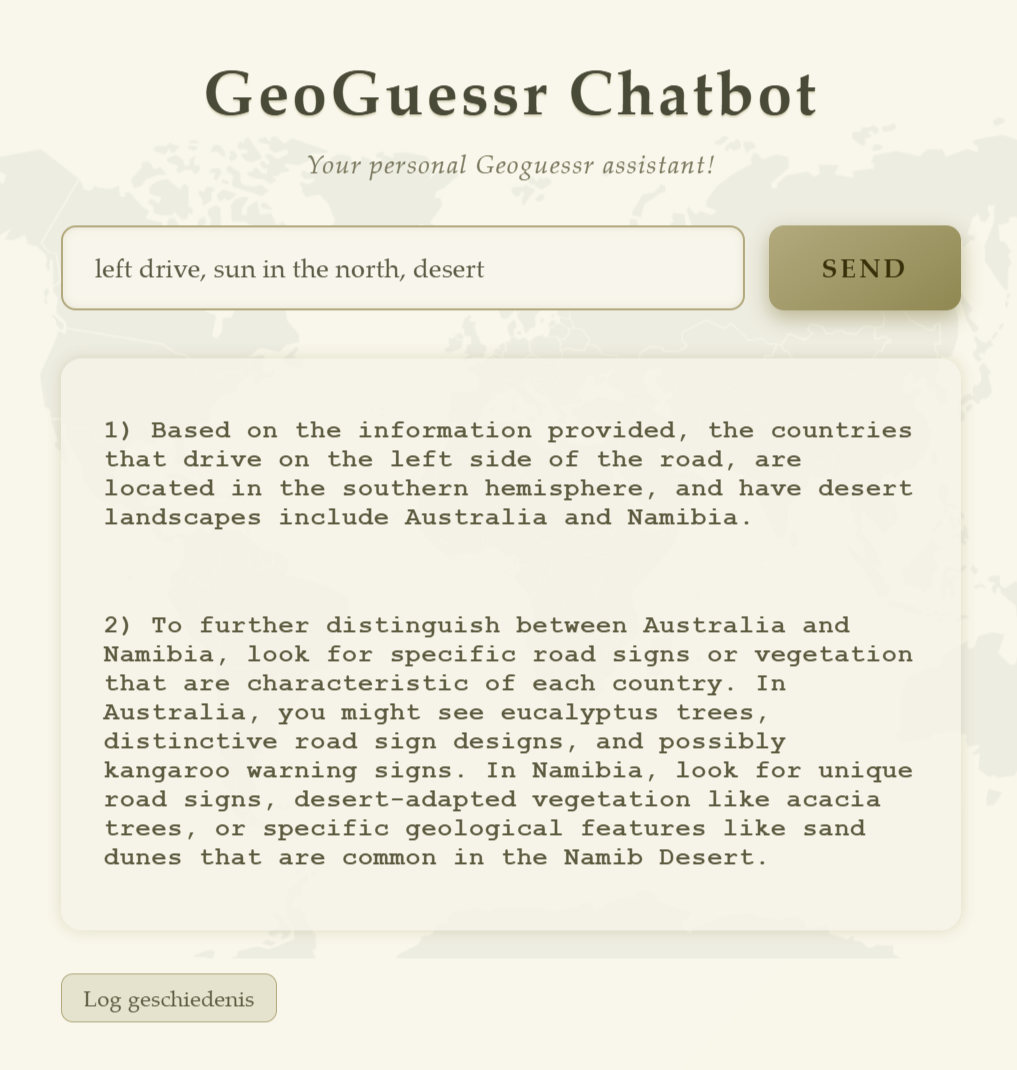 GeoGuessr Chatbot
Your personal Geoguessr assistant!
left drive, sun in the north, desert
SEND
1) Based on the information provided, the countries
that drive on the left side of the road, are
located in the southern hemisphere, and have desert
landscapes include Australia and Namibia.
2) To further distinguish between Australia and
Namibia, look for specific road signs or vegetation
that are characteristic of each country. In
Australia, you might see eucalyptus trees,
distinctive road sign designs, and possibly
kangaroo warning signs. In Namibia, look for unique
road signs, desert-adapted vegetation like acacia
trees, or specific geological features like sand
dunes that are common in the Namib Desert.
Log geschiedenis